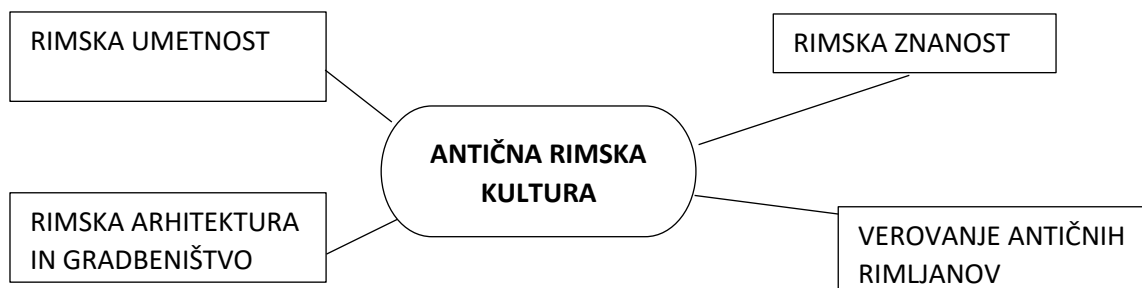 RIMSKA UMETNOST
RIMSKA ZNANOST
ANTIČNA RIMSKA
KULTURA
RIMSKA ARHITEKTURA
IN GRADBENIŠTVO
VEROVANJE ANTIČNIH
RIMLJANOV